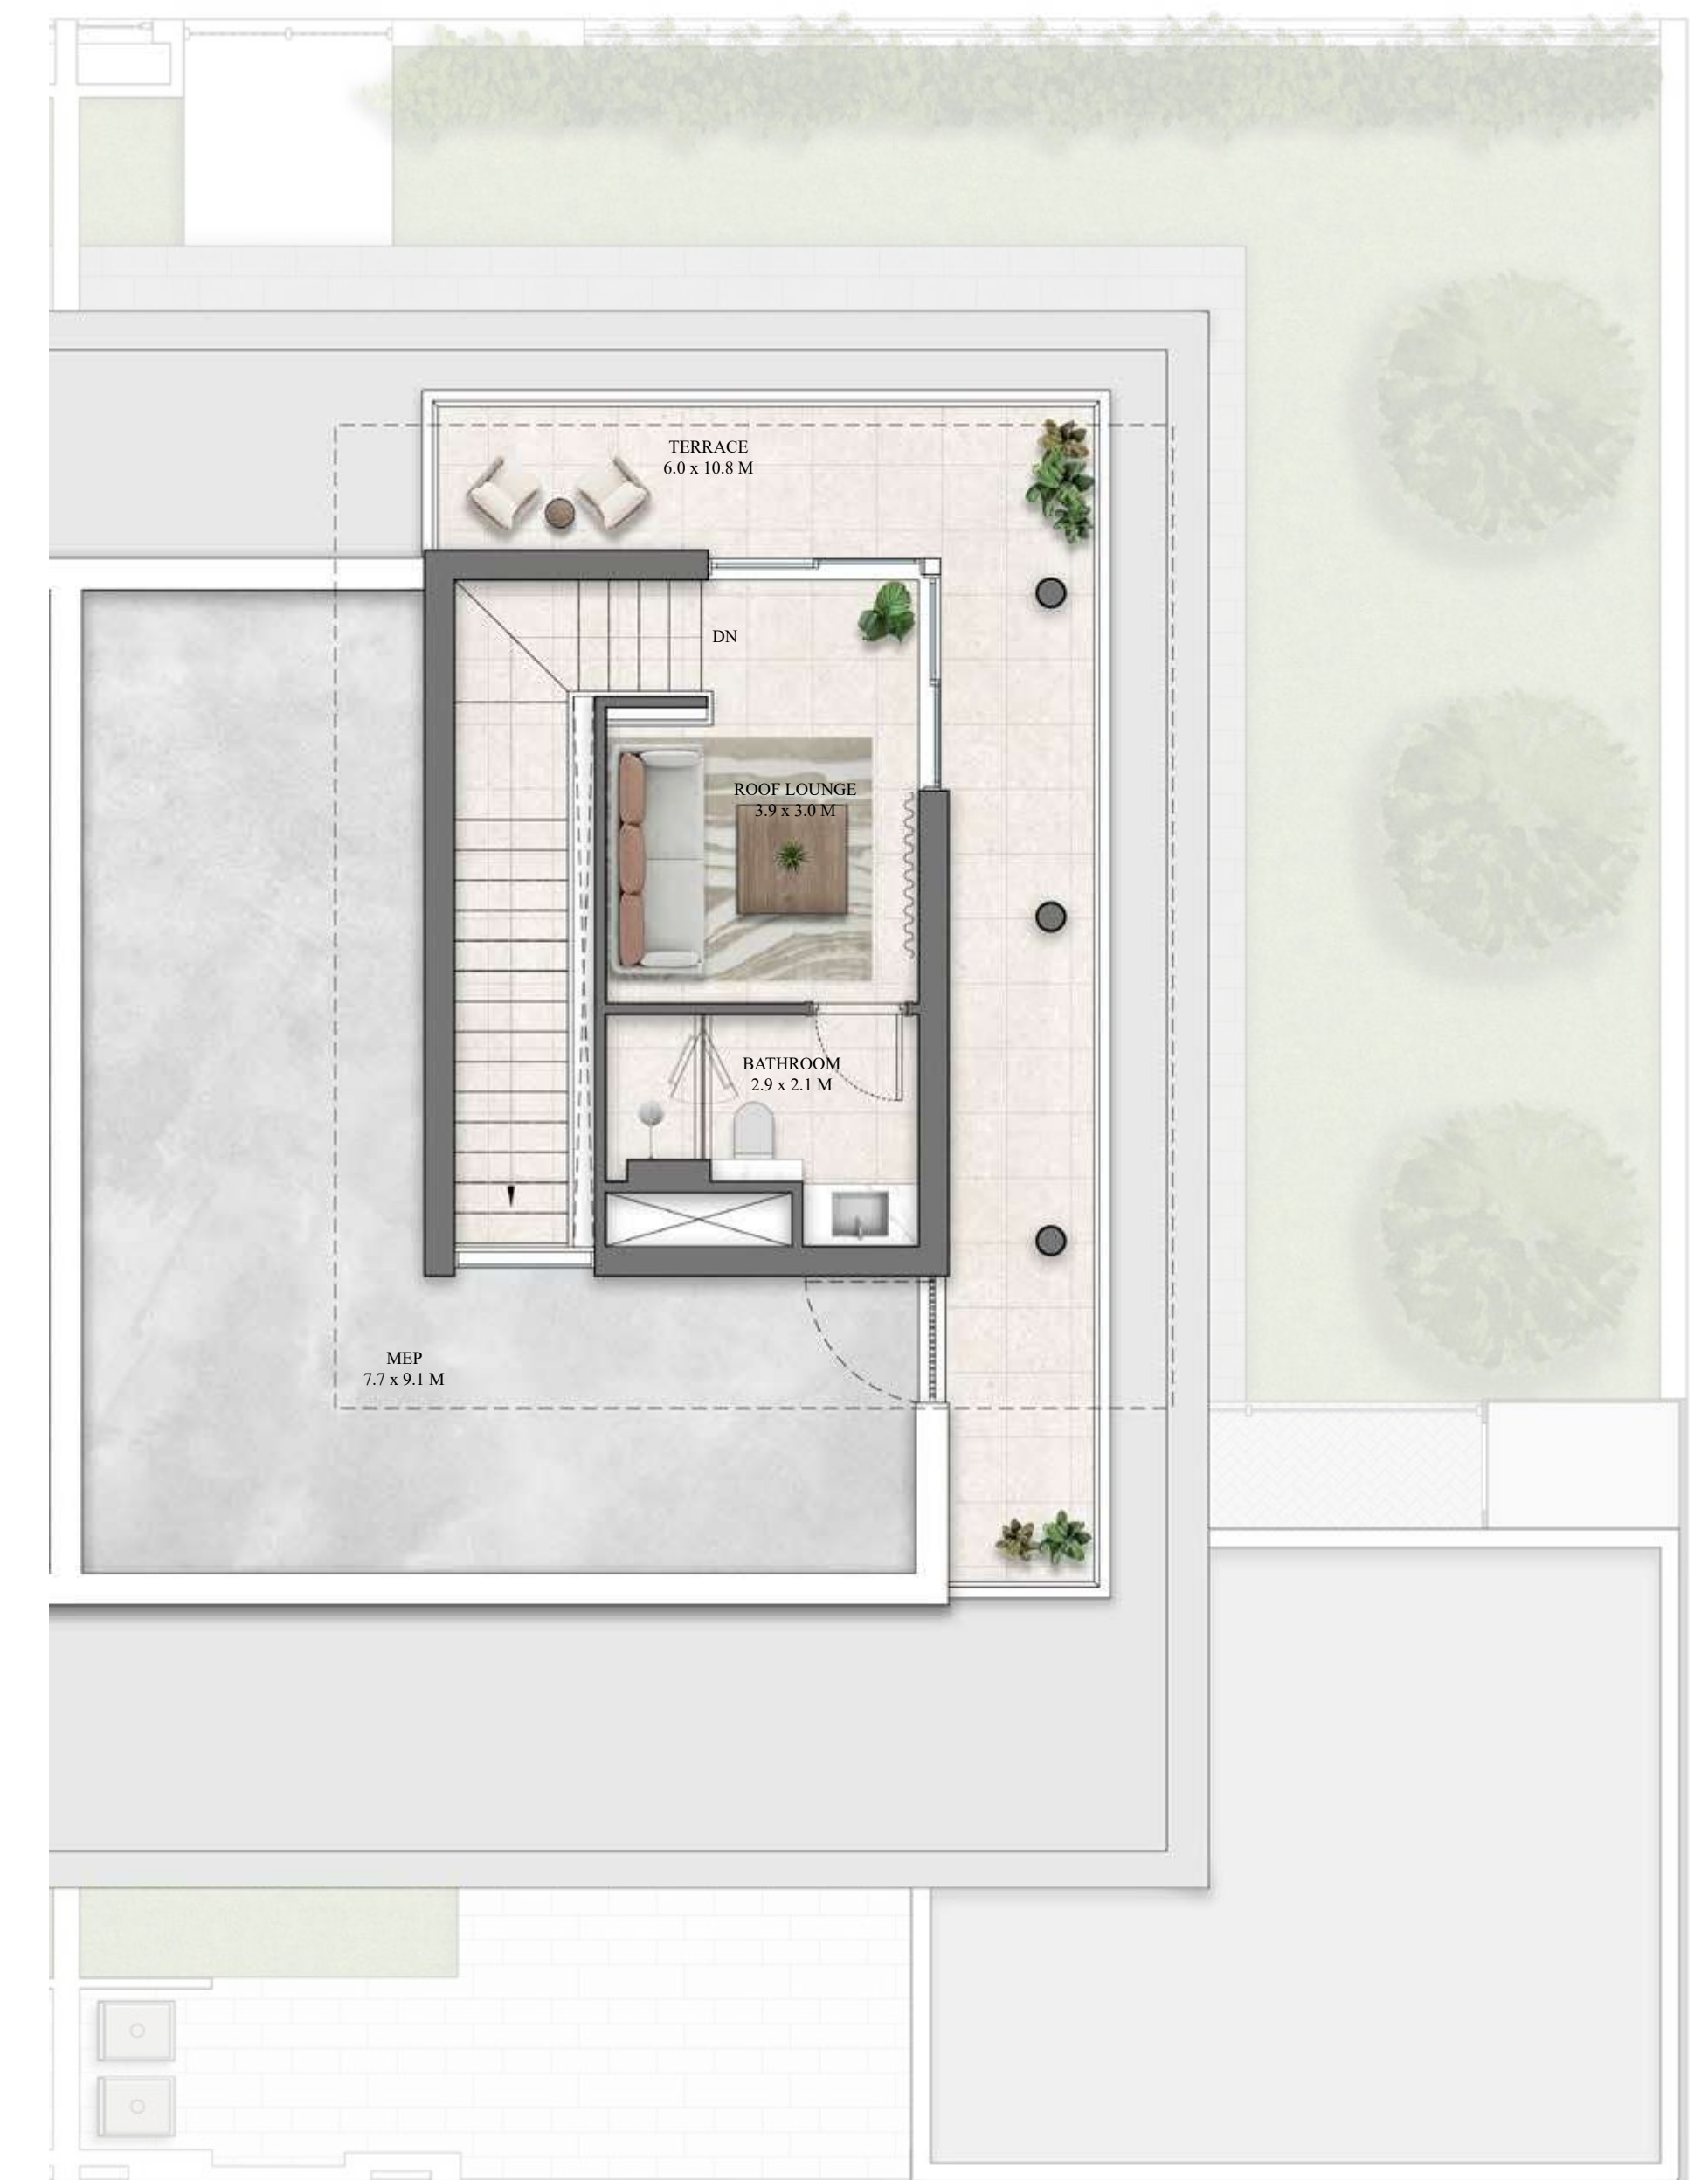 TERRACE
6.0 x 10.8 M
DN
ROOF LOUNGE
3.9 x 3.0 M
BATHROOM
2.9 x 2.1 M
MEP
7.7 x 9.1 M